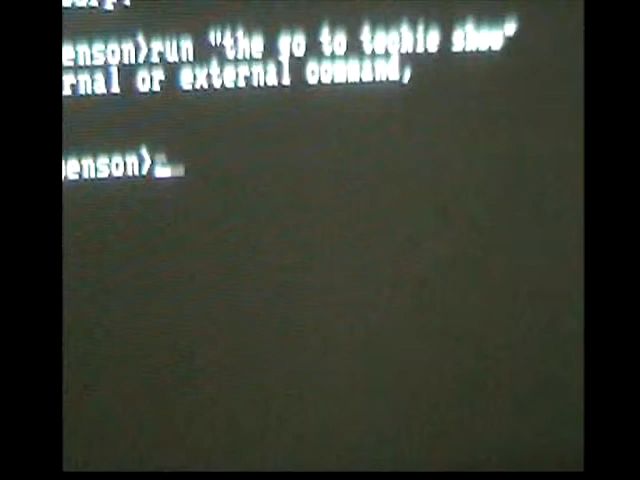 enson>run "the go to techie show"
rnal or external command,
enson>